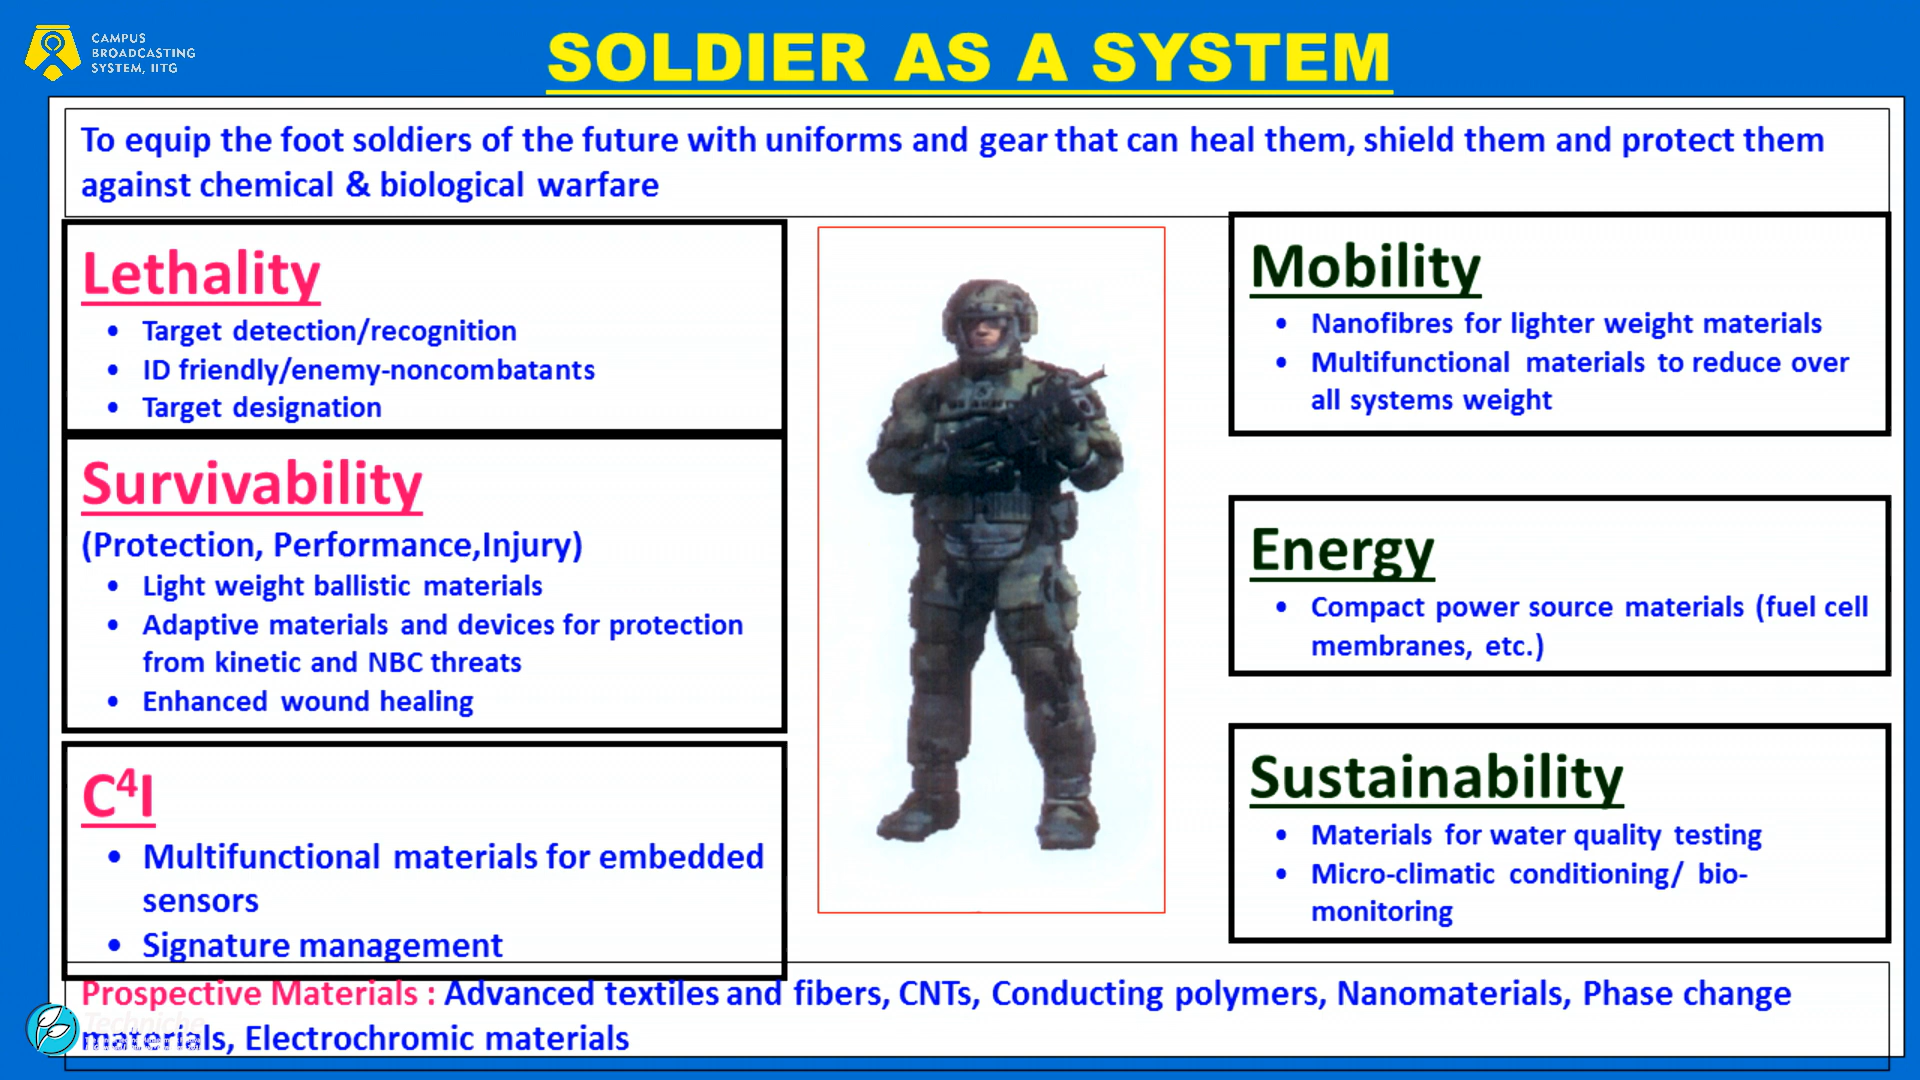 CAMPUS
BROADCASTING
SYSTEM, IITG
SOLDIER AS A SYSTEM
To equip the foot soldiers of the future with uniforms and gear that can heal them, shield them and protect them
against chemical & biological warfare
Lethality
• Target detection/recognition
• ID friendly/enemy-noncombatants
• Target designation
Survivability
(Protection, Performance,Injury)
• Light weight ballistic materials
• Adaptive materials and devices for protection
from kinetic and NBC threats
• Enhanced wound healing
C⁴I
• Multifunctional materials for embedded
sensors
• Signature management
Mobility
• Nanofibres for lighter weight materials
• Multifunctional materials to reduce over
all systems weight
Energy
• Compact power source materials (fuel cell
membranes, etc.)
Sustainability
• Materials for water quality testing
• Micro-climatic conditioning/ bio-
monitoring
Prospective Materials : Advanced textiles and fibers, CNTs, Conducting polymers, Nanomaterials, Phase change
materials, Electrochromic materials
Techniche